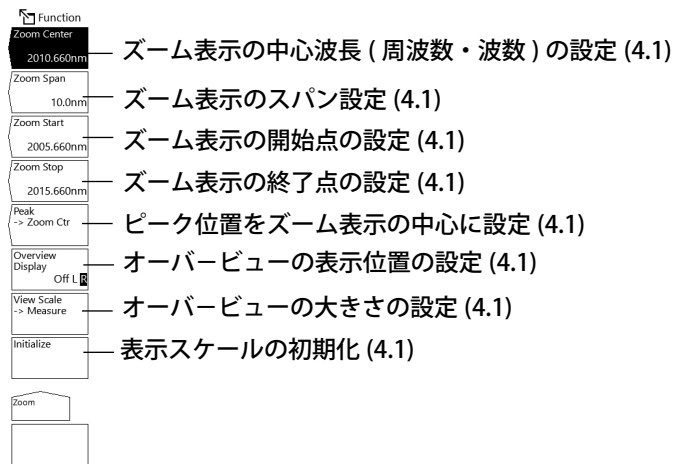 Function
Zoom Center
2010.660nm
ズーム表示の中心波長 ( 周波数・波数 ) の設定 (4.1)
Zoom Span
10.0nm
ズーム表示のスパン設定 (4.1)
Zoom Start
2005.660nm
ズーム表示の開始点の設定 (4.1)
Zoom Stop
2015.660nm
ズーム表示の終了点の設定 (4.1)
Peak
-> Zoom Ctr
ピーク位置をズーム表示の中心に設定 (4.1)
Overview
Display
Off L R
オーバ－ビューの表示位置の設定 (4.1)
View Scale
-> Measure
オーバ－ビューの大きさの設定 (4.1)
Initialize
表示スケールの初期化 (4.1)
Zoom